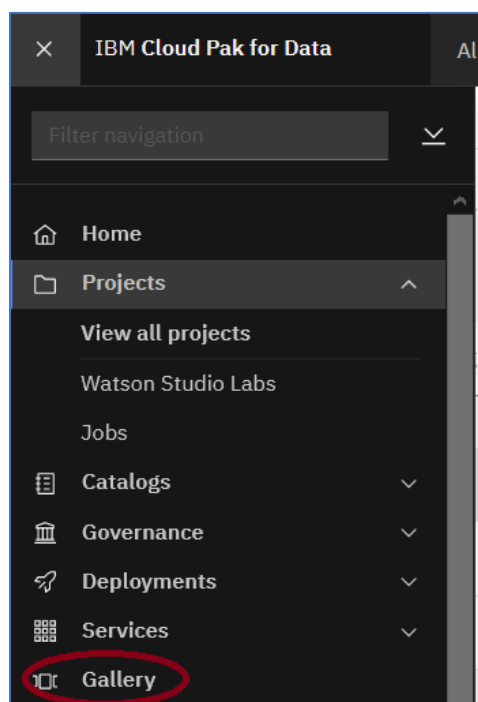 IBM Cloud Pak for Data
Al
Filter navigation
Home
Projects
View all projects
Watson Studio Labs
Jobs
Catalogs
Governance
Deployments
Services
Gallery